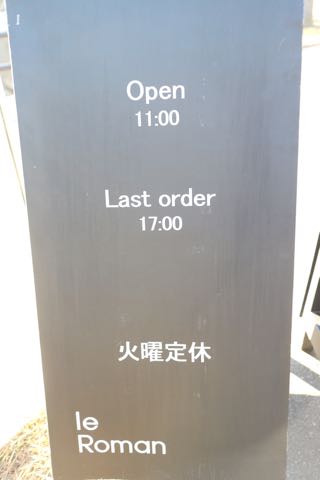 Open
11:00
Last order
17:00
火曜定休
le
Roman